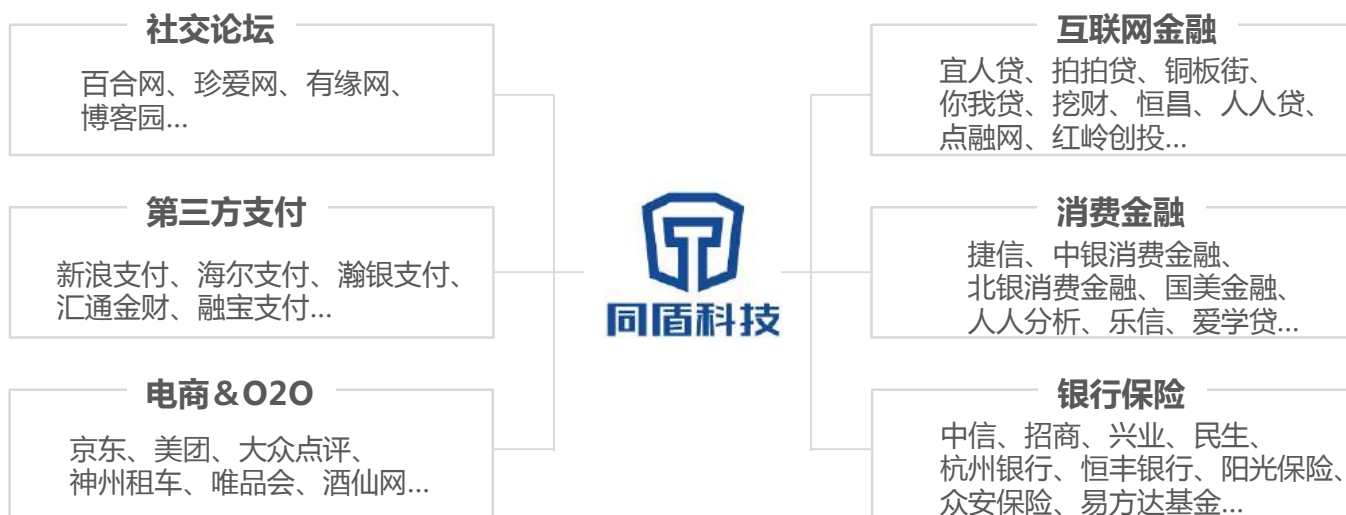 社交论坛
百合网、珍爱网、有缘网、
博客园...
第三方支付
新浪支付、海尔支付、瀚银支付、
汇通金财、融宝支付...
电商&O2O
京东、美团、大众点评、
神州租车、唯品会、酒仙网...
同盾科技
互联网金融
宜人贷、拍拍贷、铜板街、
你我贷、挖财、恒昌、人人贷、
点融网、红岭创投...
消费金融
捷信、中银消费金融、
北银消费金融、国美金融、
人人分析、乐信、爱学贷...
银行保险
中信、招商、兴业、民生、
杭州银行、恒丰银行、阳光保险、
众安保险、易方达基金...